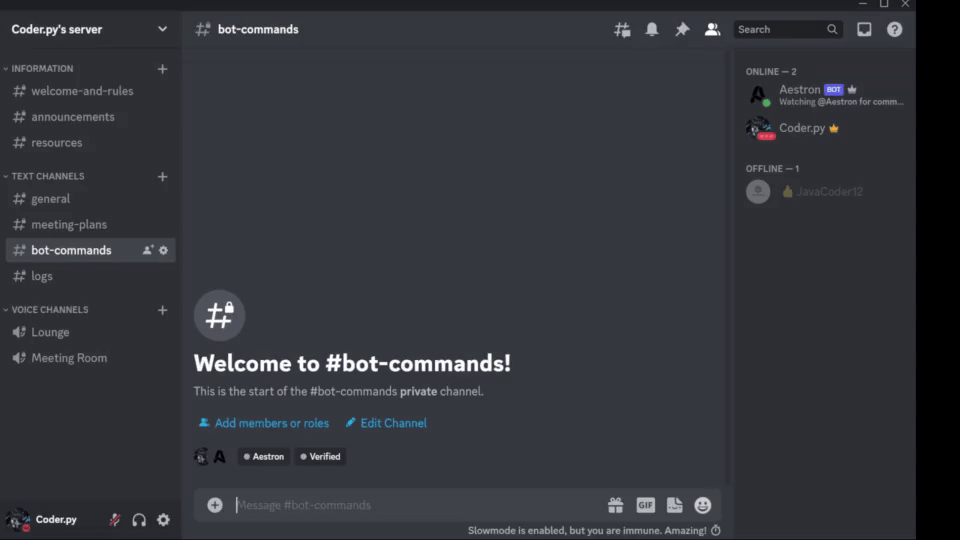 Coder.py's server
bot-commands
Search
INFORMATION
welcome-and-rules
announcements
resources
TEXT CHANNELS
general
meeting-plans
bot-commands
logs
VOICE CHANNELS
Lounge
Meeting Room
Coder.py
Welcome to #bot-commands!
This is the start of the #bot-commands private channel.
Add members or roles Edit Channel
Aestron Verified
Message #bot-commands
GIF
Slowmode is enabled, but you are immune. Amazing!
ONLINE — 2
Aestron BOT
Watching @Aestron for comm...
Coder.py
OFFLINE — 1
JavaCoder12